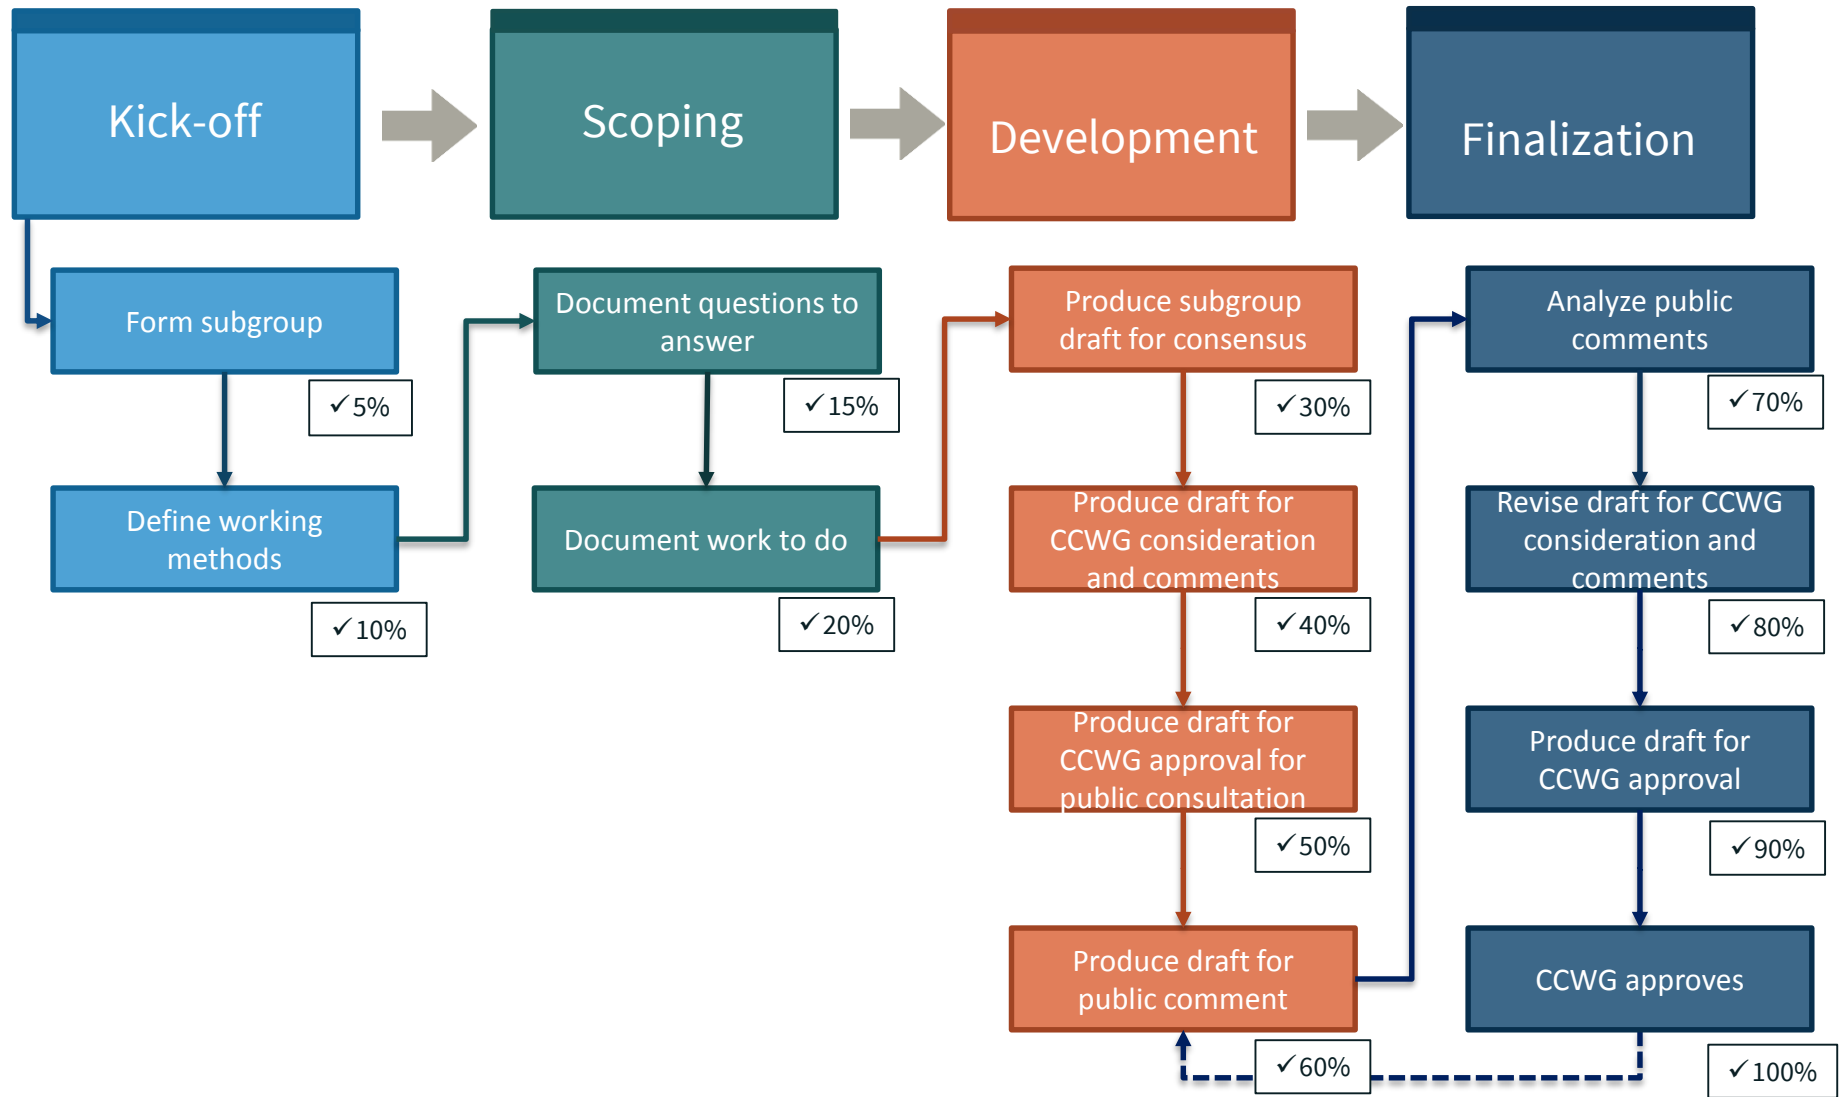 Kick-off
Scoping
Development
Finalization
Form subgroup
✓5%
Define working
methods
✓10%
Document questions to
answer
✓15%
Document work to do
✓20%
Produce subgroup
draft for consensus
✓30%
Produce draft for
CCWG consideration
and comments
✓40%
Produce draft for
CCWG approval for
public consultation
✓50%
Produce draft for
public comment
✓60%
Analyze public
comments
✓70%
Revise draft for CCWG
consideration and
comments
✓80%
Produce draft for
CCWG approval
✓90%
CCWG approves
✓100%